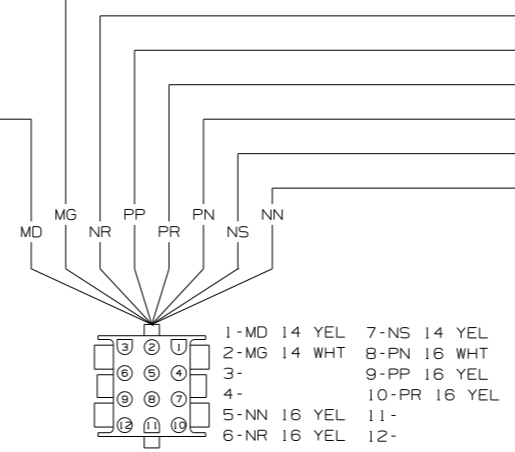 MG PP PN NN
MD NR PR NS
1-MD 14 YEL 7-NS 14 YEL
2-MG 14 WHT 8-PN 16 WHT
3- 9-PP 16 YEL
4- 10-PR 16 YEL
5-NN 16 YEL 11-
6-NR 16 YEL 12-
3 2 1
6 5 4
9 8 7
12 11 10